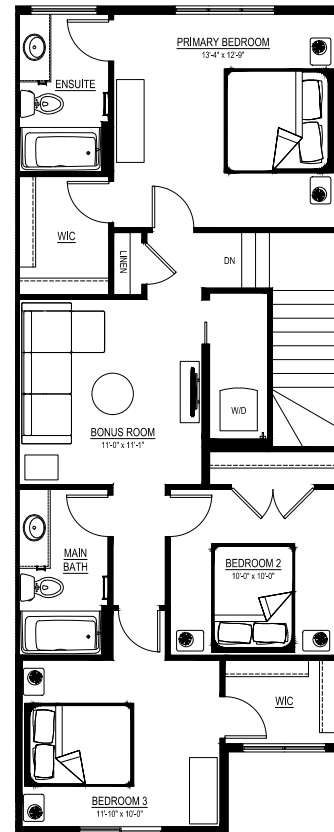 PRIMARY BEDROOM
13'-4" x 12'-9"
ENSUITE
WIC
LINEN
DN
W/D
BONUS ROOM
11'-0" x 11'-1"
MAIN
BATH
BEDROOM 2
10'-0" x 10'-0"
WIC
BEDROOM 3
11'-10" x 10'-0"